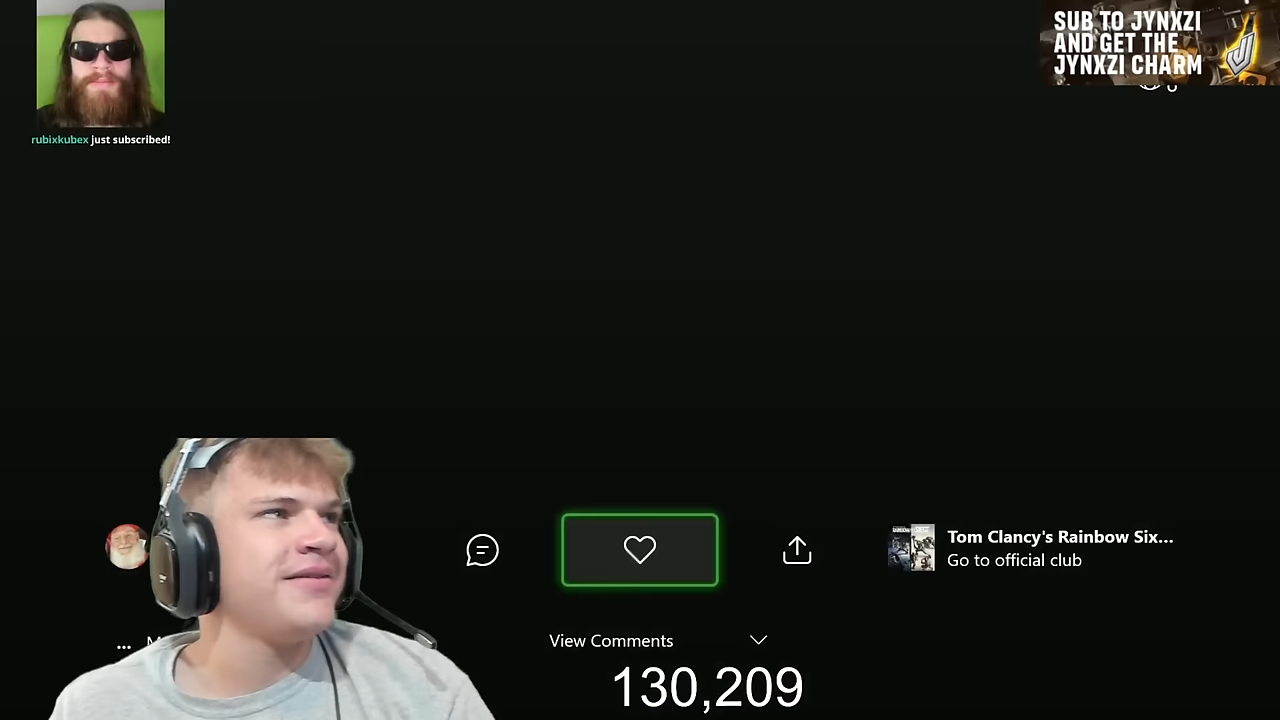 SUB TO JYNXZI
AND GET THE
JYNXZI CHARM
rubixkubex just subscribed!
Tom Clancy's Rainbow Six...
Go to official club
View Comments
130,209